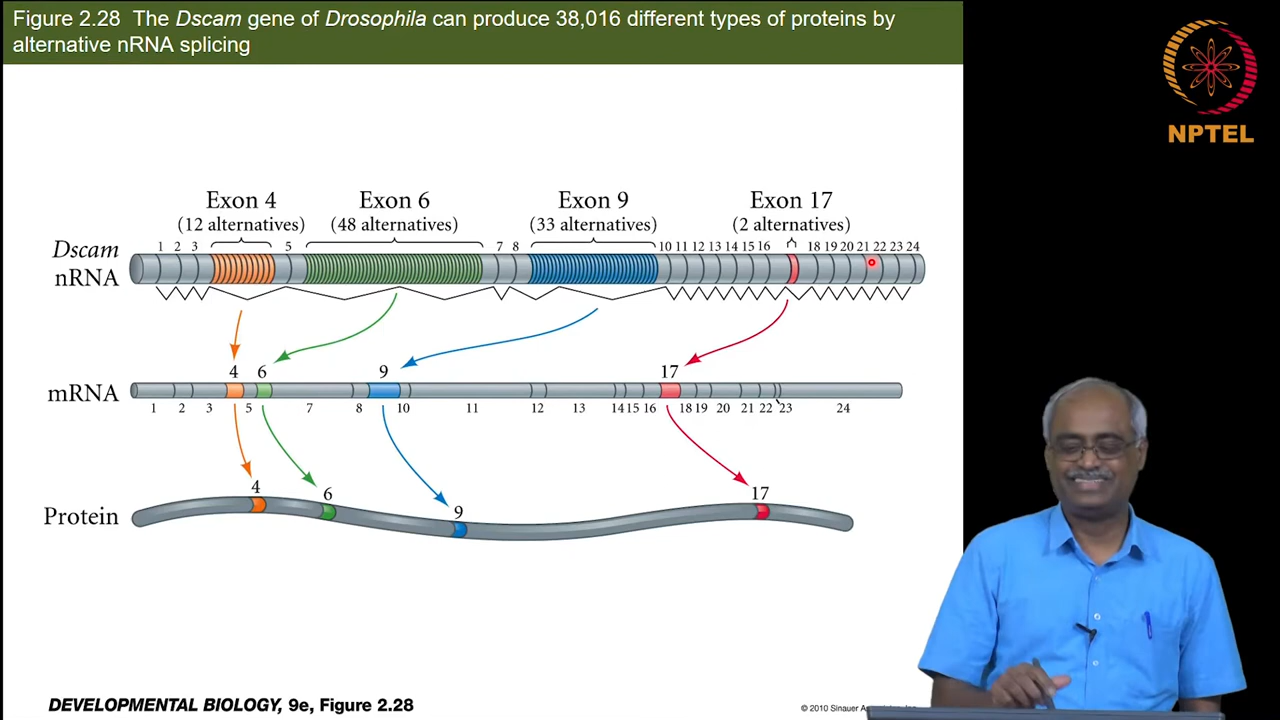 Figure 2.28 The Dscam gene of Drosophila can produce 38,016 different types of proteins by
alternative nRNA splicing
NPTEL
Exon 4 Exon 6 Exon 9 Exon 17
(12 alternatives) (48 alternatives) (33 alternatives) (2 alternatives)
Dscam 1 2 3 5 7 8 10 11 12 13 14 15 16 18 19 20 21 22 23 24
nRNA
4 6 9 17
mRNA
1 2 3 5 7 8 10 11 12 13 14 15 16 18 19 20 21 22 23 24
4 6 9 17
Protein
DEVELOPMENTAL BIOLOGY, 9e, Figure 2.28
© 2010 Sinauer